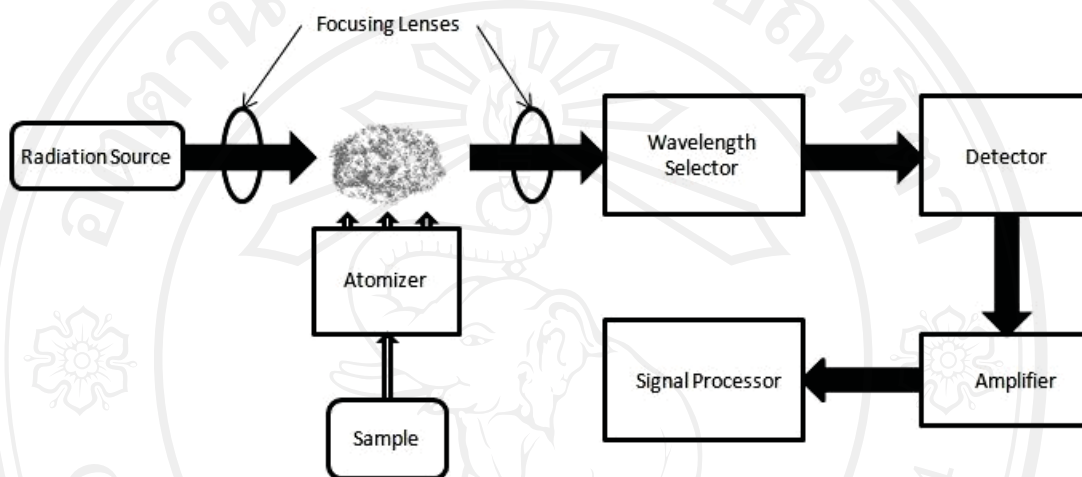 Focusing Lenses
Radiation Source
Wavelength
Selector
Detector
Atomizer
Signal Processor
Amplifier
Sample